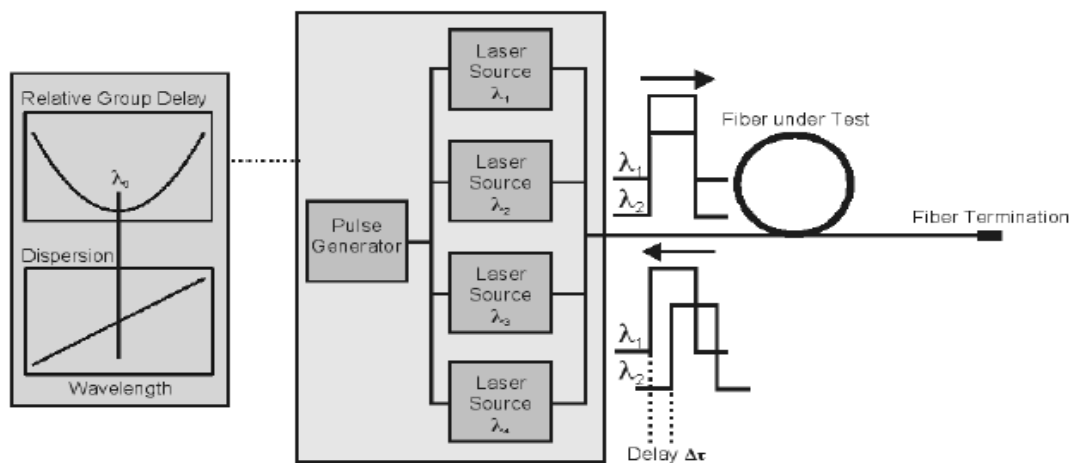 Relative Group Delay
λ₀
Dispersion
Wavelength
Pulse
Generator
Laser
Source
λ₁
Laser
Source
λ₂
Laser
Source
λ₃
Laser
Source
λ₄
λ₁
λ₂
Fiber under Test
Fiber Termination
λ₁
λ₂
Delay Δτ